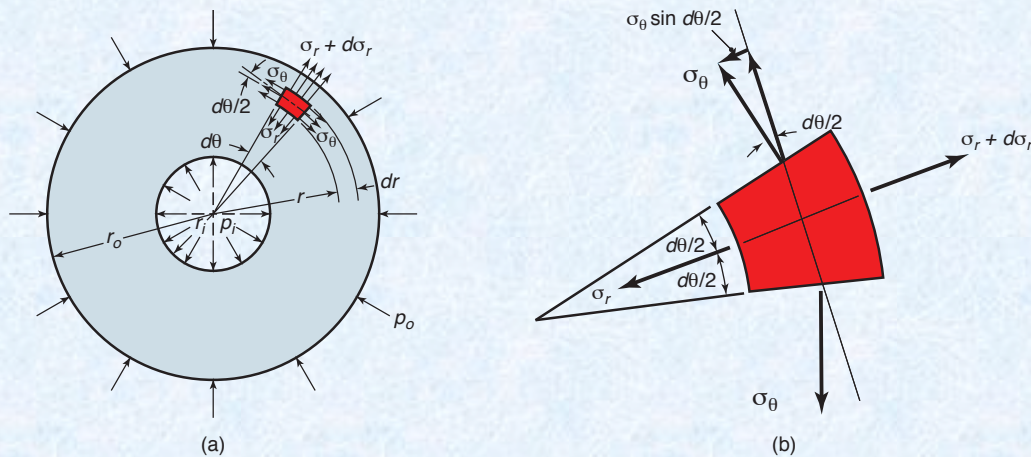 σr + dσr
σθ
dθ/2
σr
σθ
dθ
dr
r
ri
pi
ro
po
(a)
σθ sin dθ/2
σθ
dθ/2
σr + dσr
dθ/2
dθ/2
σr
σθ
(b)